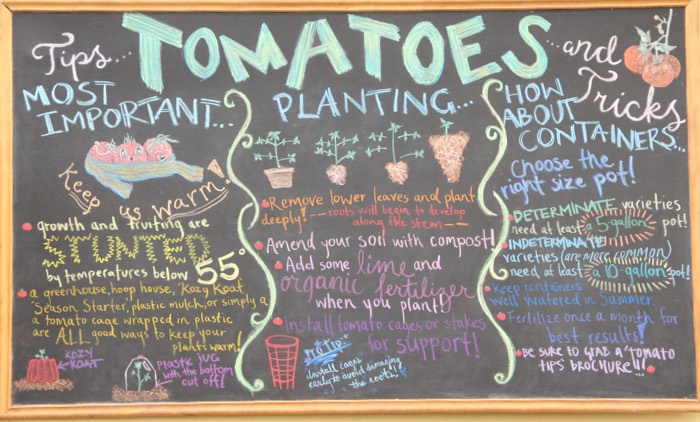 Tips... TOMATOES ...and Tricks
MOST
IMPORTANT...
Keep us warm!
growth and fruiting are
STUNTED
by temperatures below 55°
a greenhouse, hoop house, Kozy Koat
Season Starter, plastic mulch, or simply a
a tomato cage wrapped in plastic
are ALL good ways to keep your
plants warm!
KOZY
KOAT
plastic jug
with the bottom
cut off!
PLANTING...
Remove lower leaves and plant
deeply! --- roots will begin to develop
along the stem ---
Amend your soil with compost!
Add some lime and
organic fertilizer
when you plant!
Install tomato cages or stakes
for support!
PRO TIP:
Install cages
early to avoid damaging
the roots!
HOW
ABOUT
CONTAINERS...
Choose the
right size pot!
DETERMINATE varieties
need at least a 5-gallon pot!
INDETERMINATE
varieties (are more common)
need at least a 10-gallon pot!
Keep containers
well watered in Summer
Fertilize once a month for
best results!
BE SURE TO GRAB A "TOMATO
TIPS BROCHURE"!!